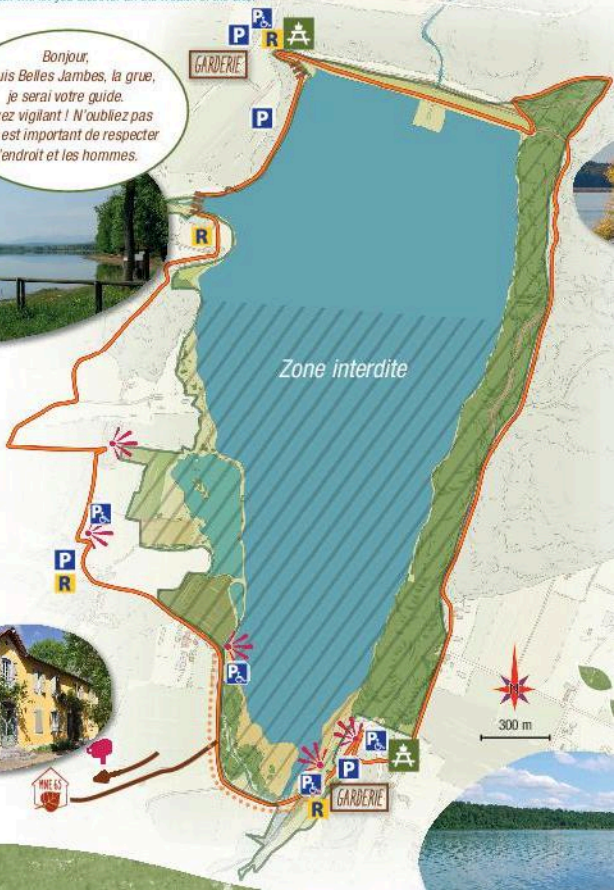 Bonjour,
uis Belles Jambes, la grue,
je serai votre guide.
ez vigilant ! N'oubliez pas
est important de respecter
endroit et les hommes.
P
P
R
GARDERIE
P
R
Zone interdite
P
P
R
P
N
300 m
P
P
P
R
GARDERIE
MNE 65